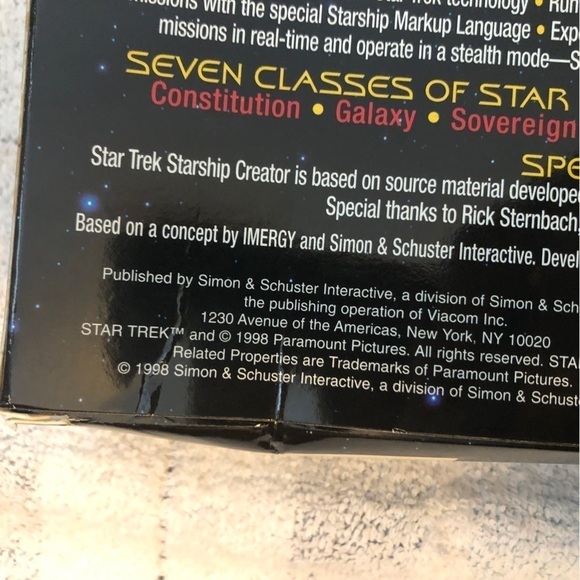 with the special Starship Markup Language •
missions in real-time and operate in a stealth mode—S
SEVEN CLASSES OF STAR
Constitution • Galaxy • Sovereign
SPE
Star Trek Starship Creator is based on source material develope
Special thanks to Rick Sternbach,
Based on a concept by IMERGY and Simon & Schuster Interactive. Devel
Published by Simon & Schuster Interactive, a division of Simon & Sch
the publishing operation of Viacom Inc.
1230 Avenue of the Americas, New York, NY 10020
STAR TREK™ and © 1998 Paramount Pictures. All rights reserved. STA
Related Properties are Trademarks of Paramount Pictures.
© 1998 Simon & Schuster Interactive, a division of Simon & Schust